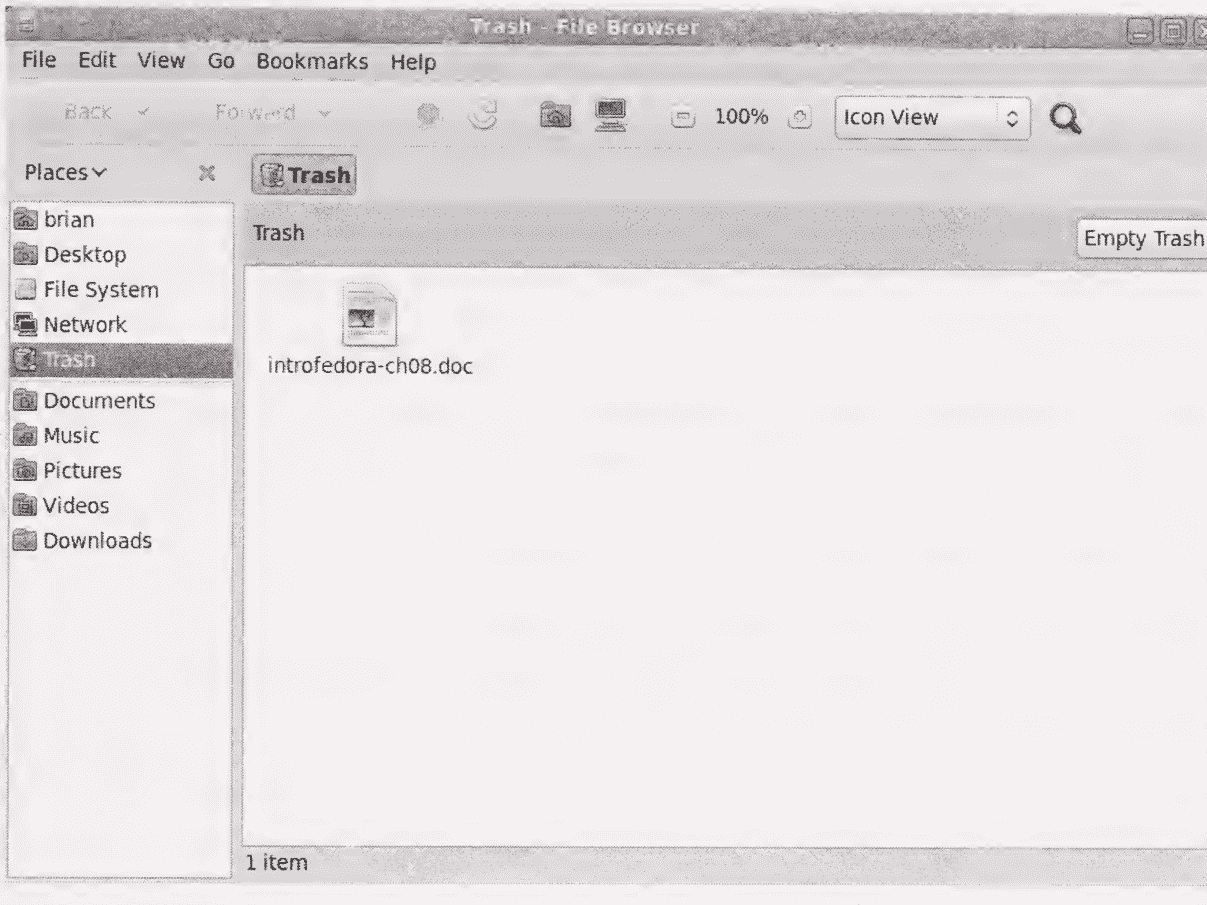 Trash - File Browser
File Edit View Go Bookmarks Help
Back Forward 100% Icon View
Places Trash
brian
Trash Empty Trash
Desktop
File System
Network
Trash
Documents
Music
Pictures
Videos
Downloads
introfedora-ch08.doc
1 item